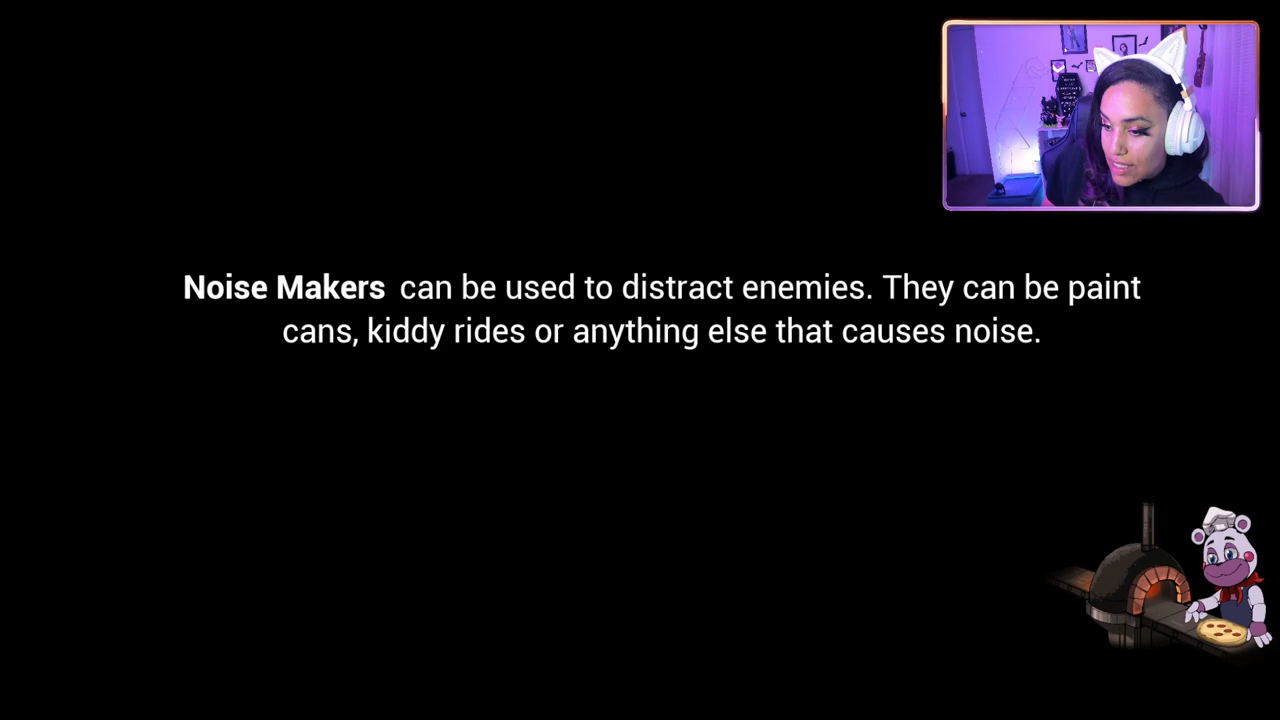 Noise Makers can be used to distract enemies. They can be paint
cans, kiddy rides or anything else that causes noise.